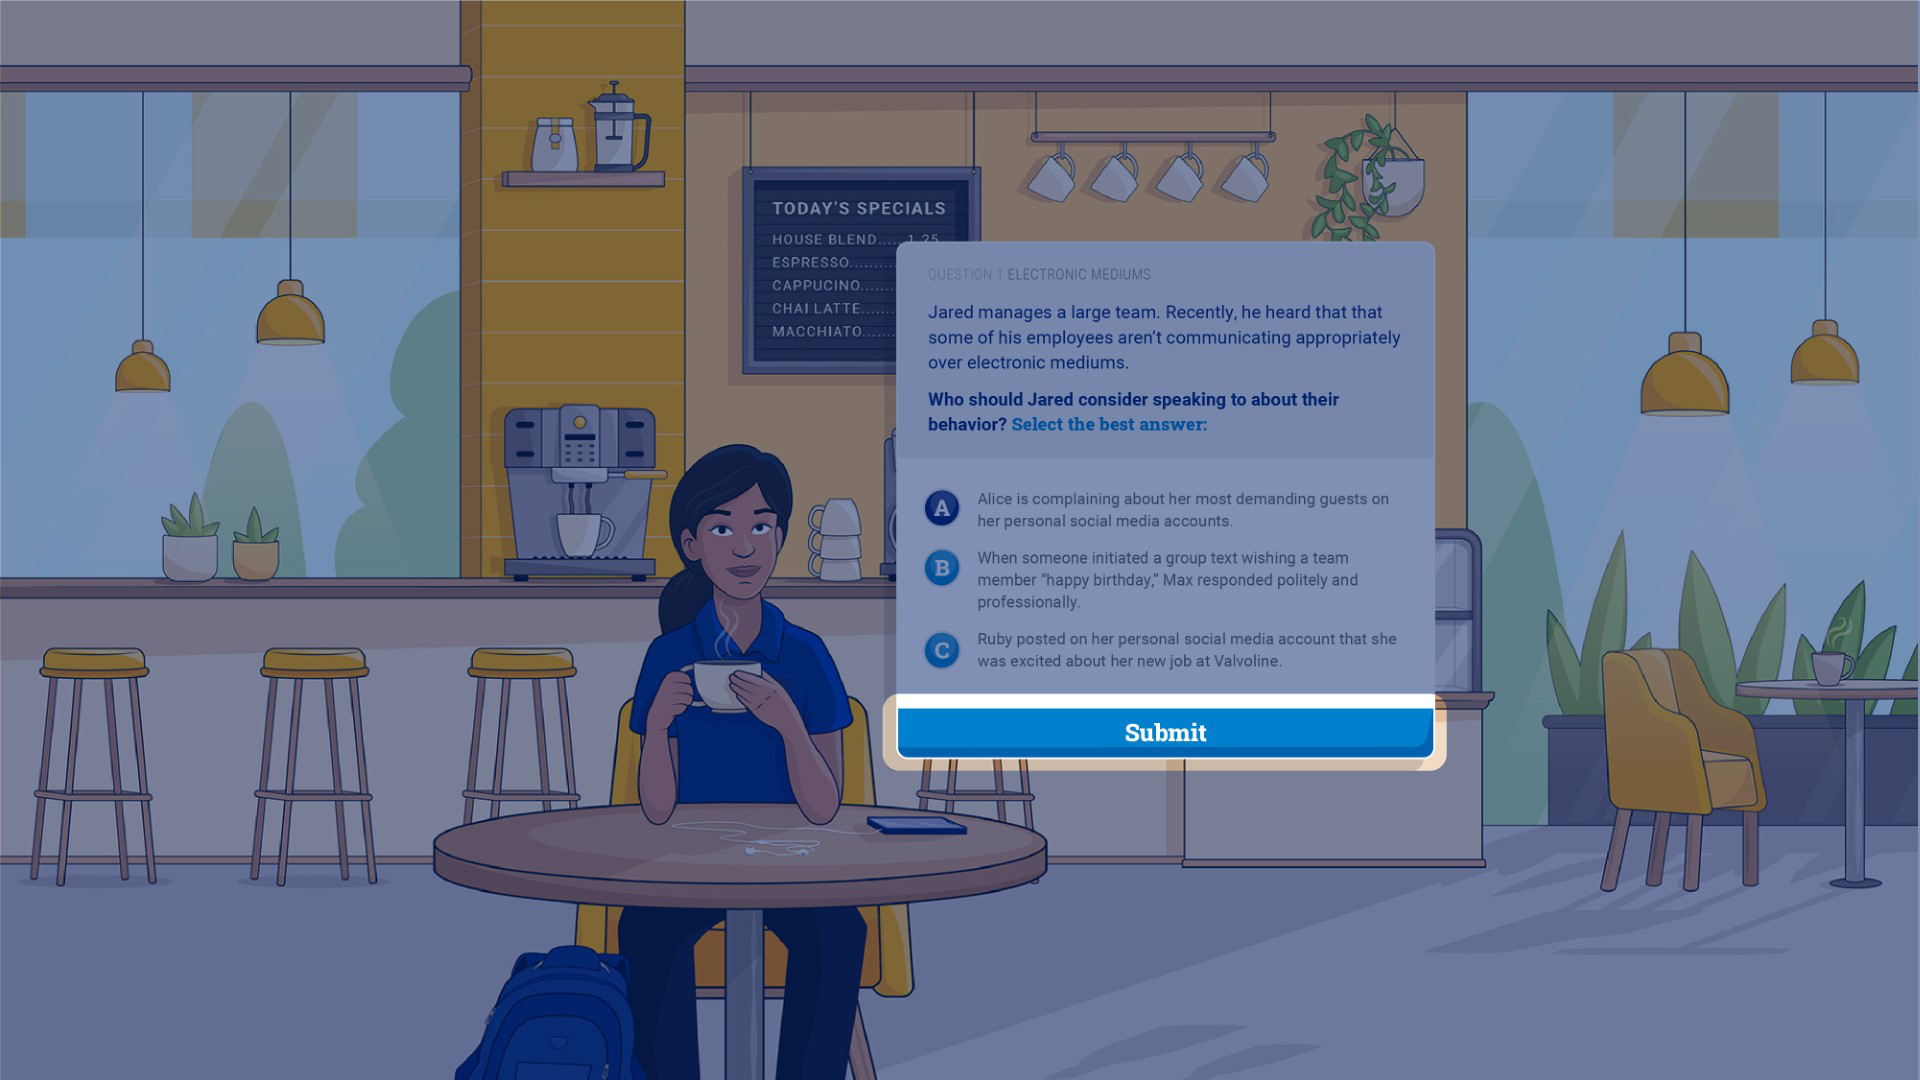 TODAY'S SPECIALS
HOUSE BLEND.....1.25
ESPRESSO.........
CAPPUCINO.......
CHAI LATTE.......
MACCHIATO.......
QUESTION 1 ELECTRONIC MEDIUMS
Jared manages a large team. Recently, he heard that that
some of his employees aren't communicating appropriately
over electronic mediums.
Who should Jared consider speaking to about their
behavior? Select the best answer:
A Alice is complaining about her most demanding guests on
her personal social media accounts.
B When someone initiated a group text wishing a team
member "happy birthday," Max responded politely and
professionally.
C Ruby posted on her personal social media account that she
was excited about her new job at Valvoline.
Submit